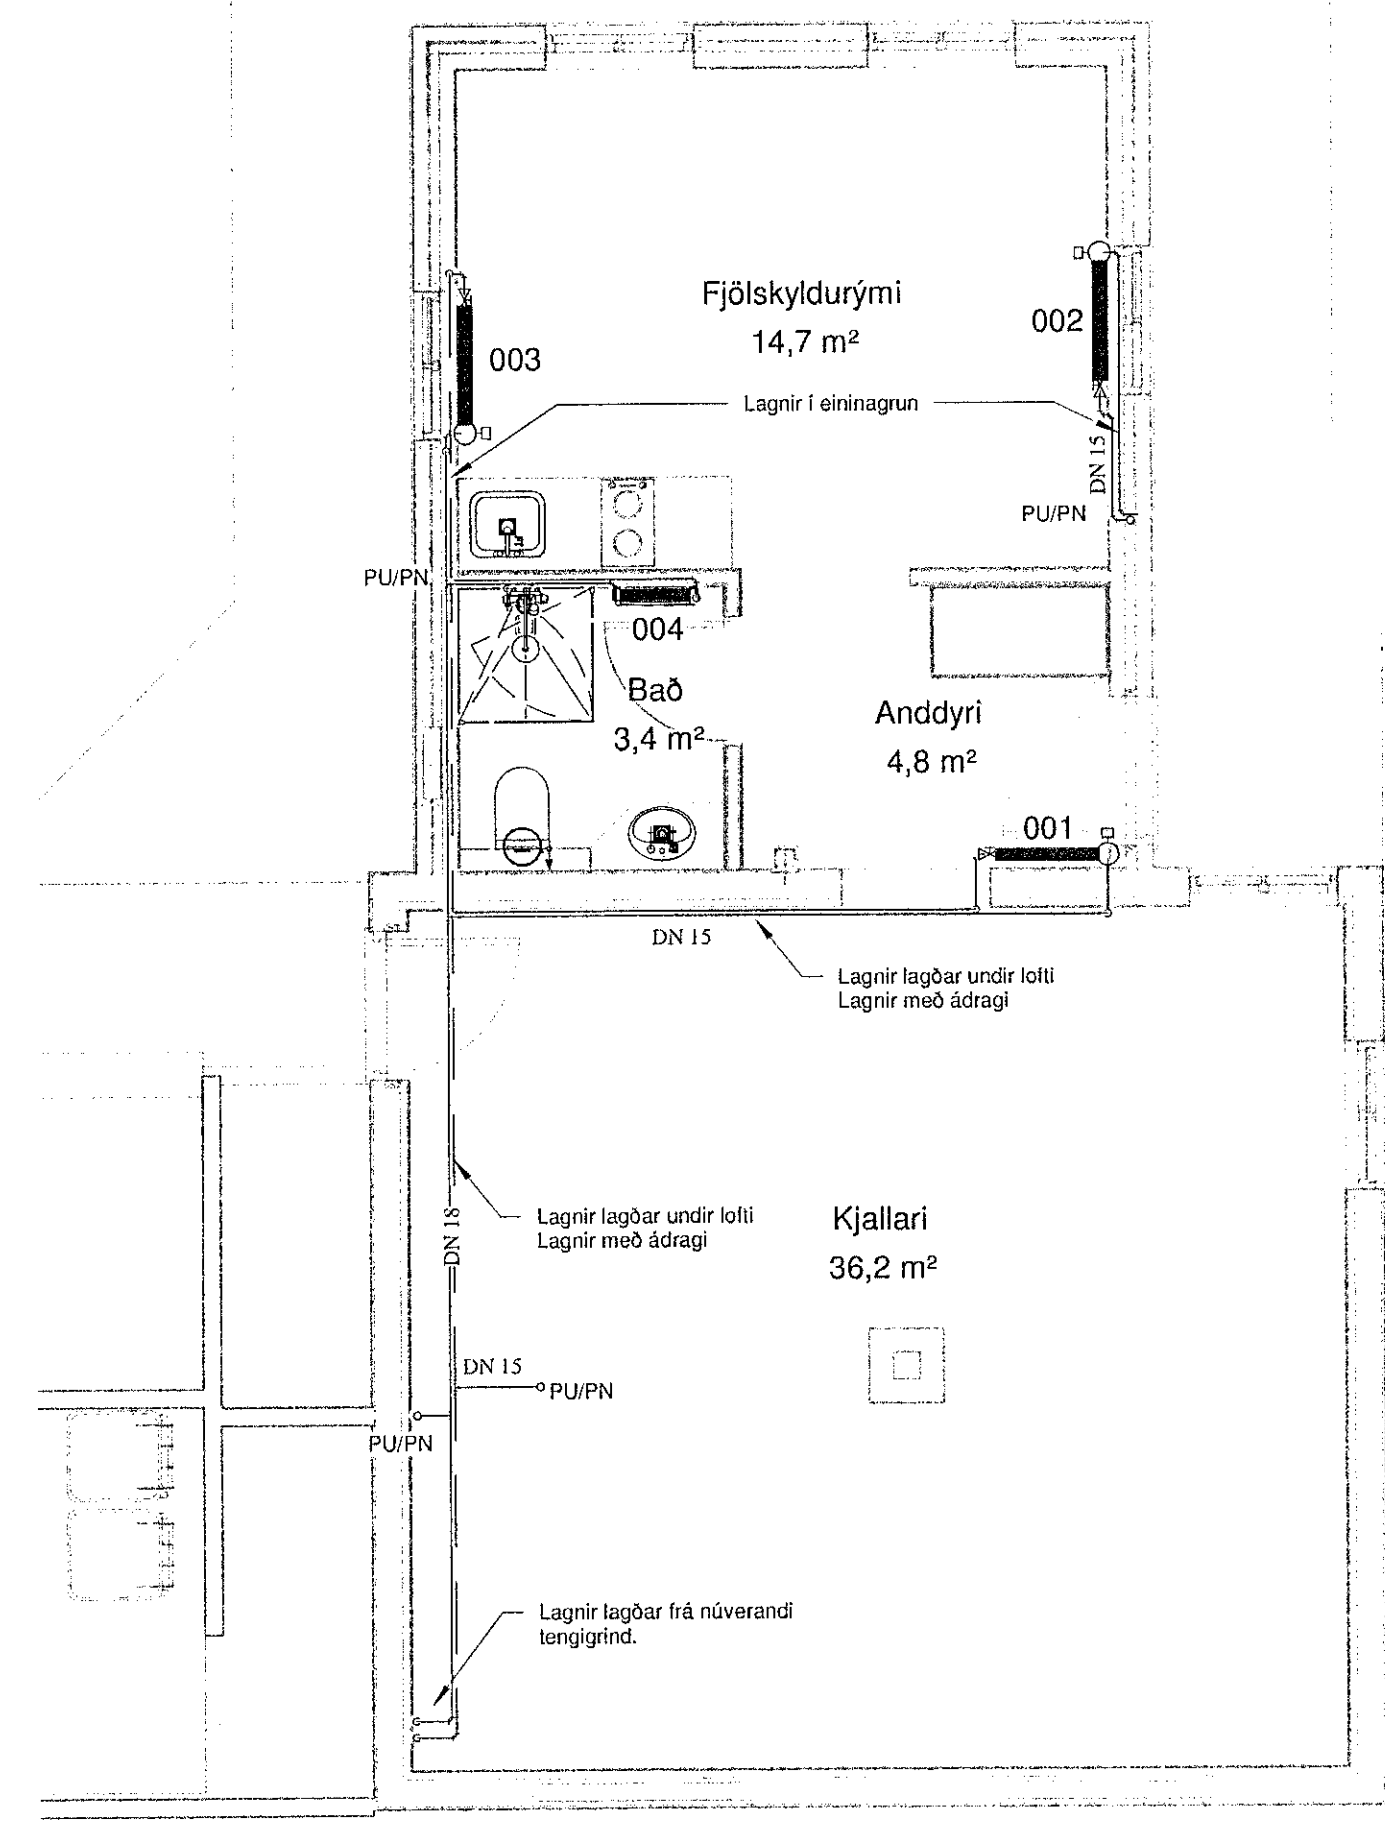 Fjölskyldurými
14,7 m²
002
003
Lagnir í eininagrun
DN 15
PU/PN
PU/PN
004
Bað
3,4 m²
Anddyri
4,8 m²
001
DN 15
Lagnir lagðar undir lofti
Lagnir með ádragi
Lagnir lagðar undir lofti
Lagnir með ádragi
DN 18
Kjallari
36,2 m²
DN 15
PU/PN
PU/PN
Lagnir lagðar frá núverandi
tengigrind.